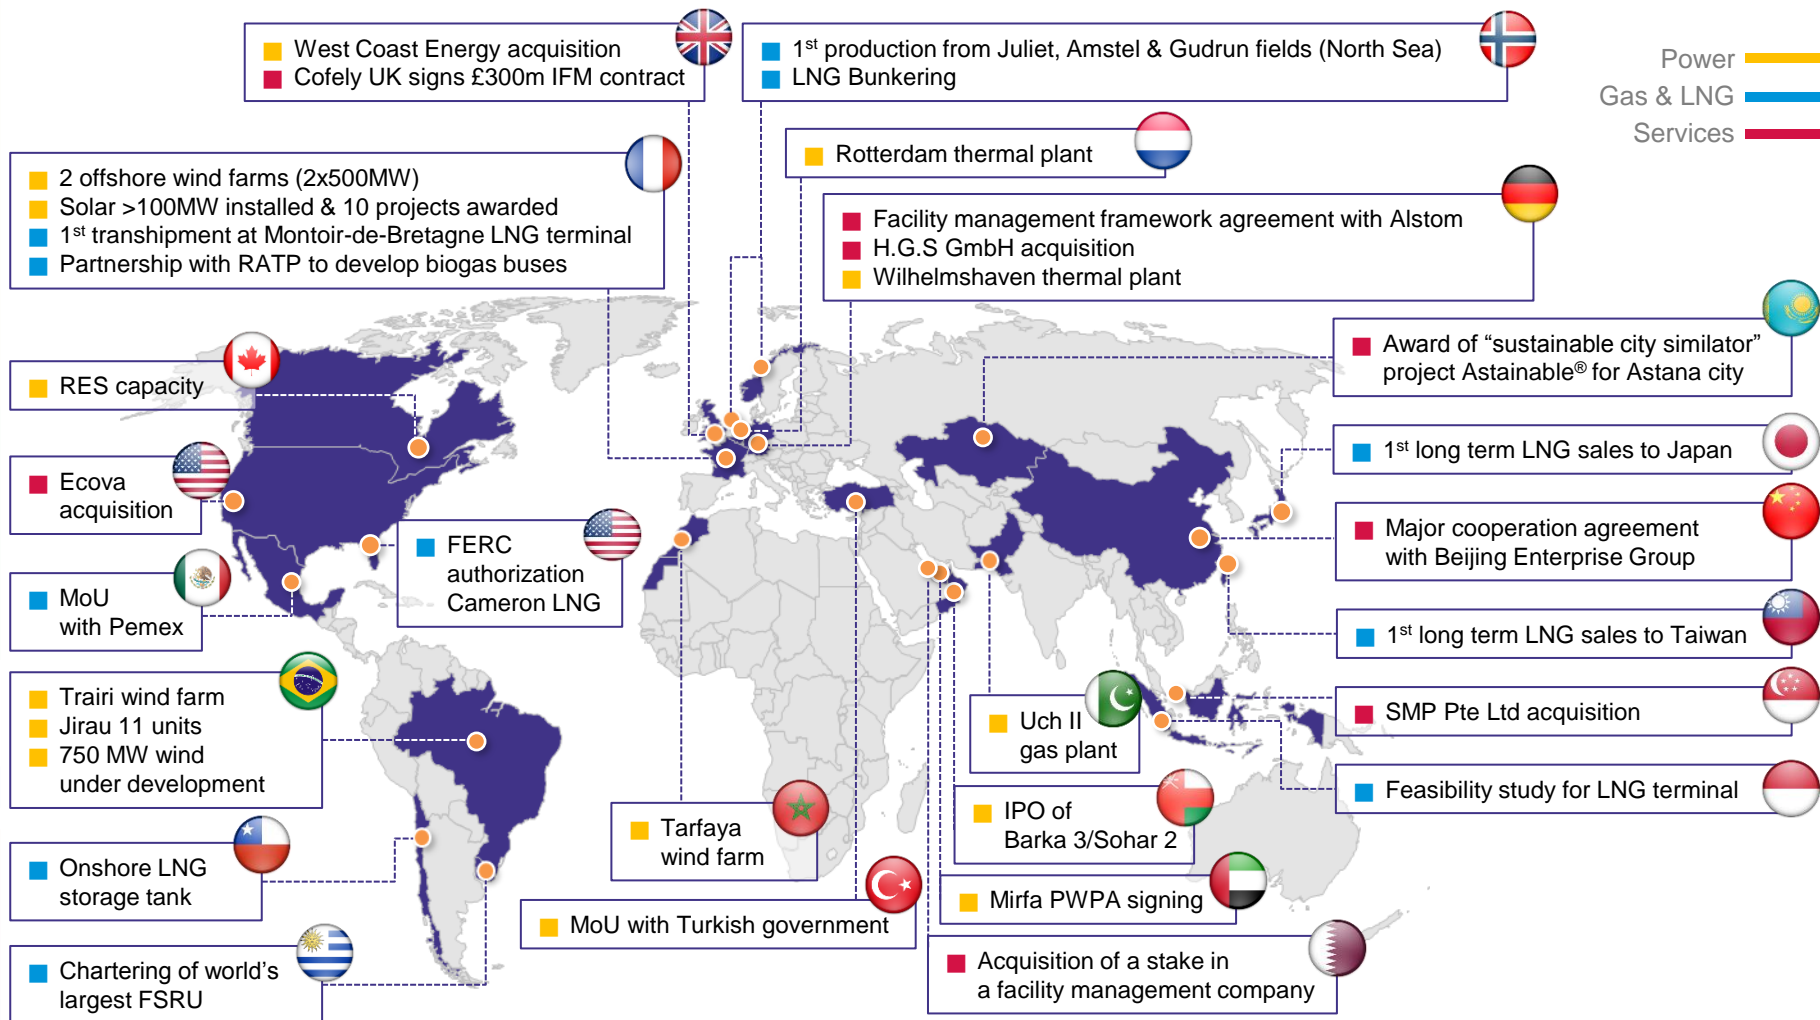 West Coast Energy acquisition
Cofely UK signs £300m IFM contract
1st production from Juliet, Amstel & Gudrun fields (North Sea)
LNG Bunkering
Power
Gas & LNG
Services
Rotterdam thermal plant
2 offshore wind farms (2x500MW)
Solar >100MW installed & 10 projects awarded
1st transhipment at Montoir-de-Bretagne LNG terminal
Partnership with RATP to develop biogas buses
Facility management framework agreement with Alstom
H.G.S GmbH acquisition
Wilhelmshaven thermal plant
Award of “sustainable city similator”
project Astainable® for Astana city
RES capacity
1st long term LNG sales to Japan
Ecova
acquisition
FERC
authorization
Cameron LNG
Major cooperation agreement
with Beijing Enterprise Group
MoU
with Pemex
1st long term LNG sales to Taiwan
Trairi wind farm
Jirau 11 units
750 MW wind
under development
Uch II
gas plant
SMP Pte Ltd acquisition
Feasibility study for LNG terminal
Tarfaya
wind farm
IPO of
Barka 3/Sohar 2
Onshore LNG
storage tank
Mirfa PWPA signing
MoU with Turkish government
Chartering of world’s
largest FSRU
Acquisition of a stake in
a facility management company